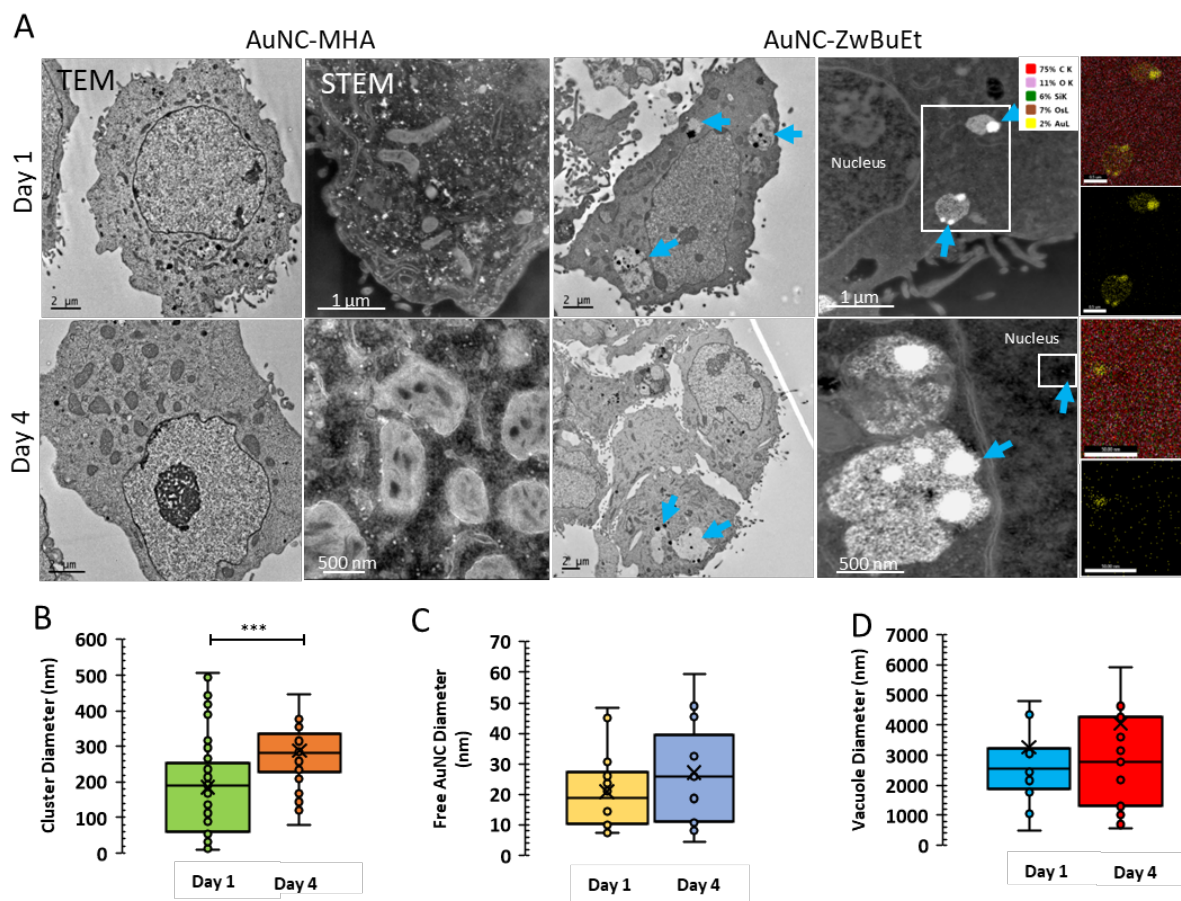 A
AuNC-MHA
AuNC-ZwBuEt
Day 1
TEM
2 μm
STEM
1 μm
2 μm
Nucleus
1 μm
75% C K
11% O K
6% SiK
7% OsL
2% AuL
Day 4
2 μm
500 nm
2 μm
Nucleus
500 nm
B
***
Cluster Diameter (nm)
600
500
400
300
200
100
0
Day 1
Day 4
C
Free AuNC Diameter
(nm)
70
60
50
40
30
20
10
0
Day 1
Day 4
D
Vacuole Diameter (nm)
7000
6000
5000
4000
3000
2000
1000
0
Day 1
Day 4